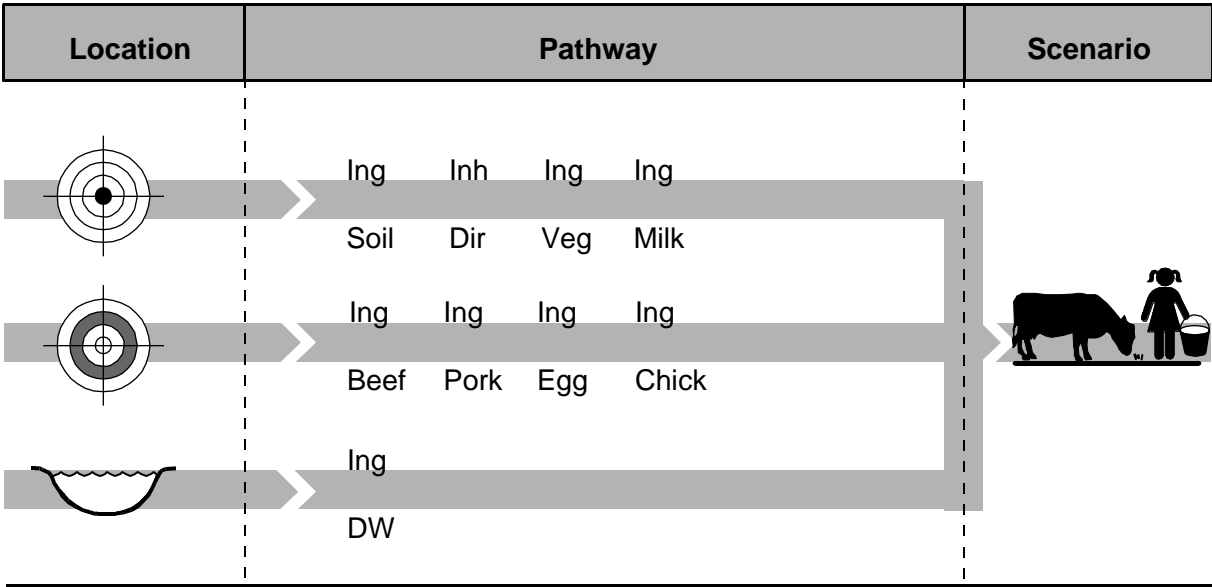 Location Pathway Scenario
Ing Inh Ing Ing
Soil Dir Veg Milk
Ing Ing Ing Ing
Beef Pork Egg Chick
Ing
DW